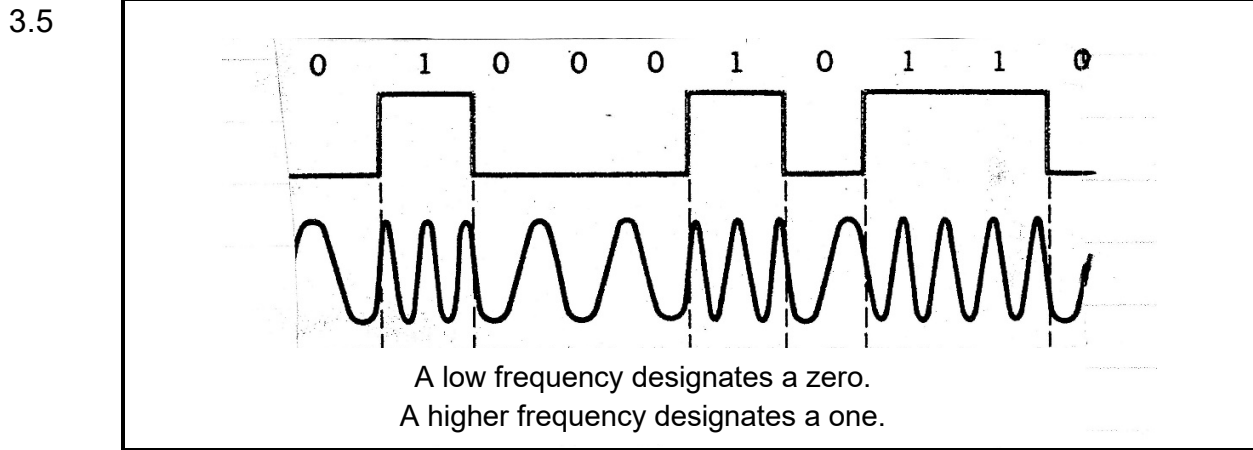 3.5
0 1 0 0 0 1 0 1 1 0
A low frequency designates a zero.
A higher frequency designates a one.